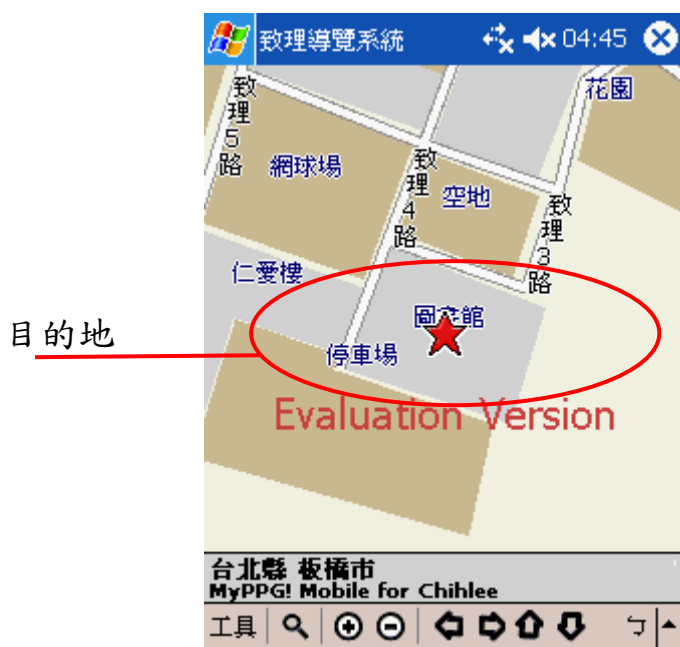 致理導覽系統 04:45
花園
致理5路
網球場
致理4路
空地
致理3路
仁愛樓
圖書館
目的地
停車場
Evaluation Version
台北縣 板橋市
MyPPG! Mobile for Chihlee
工具 ㄅ